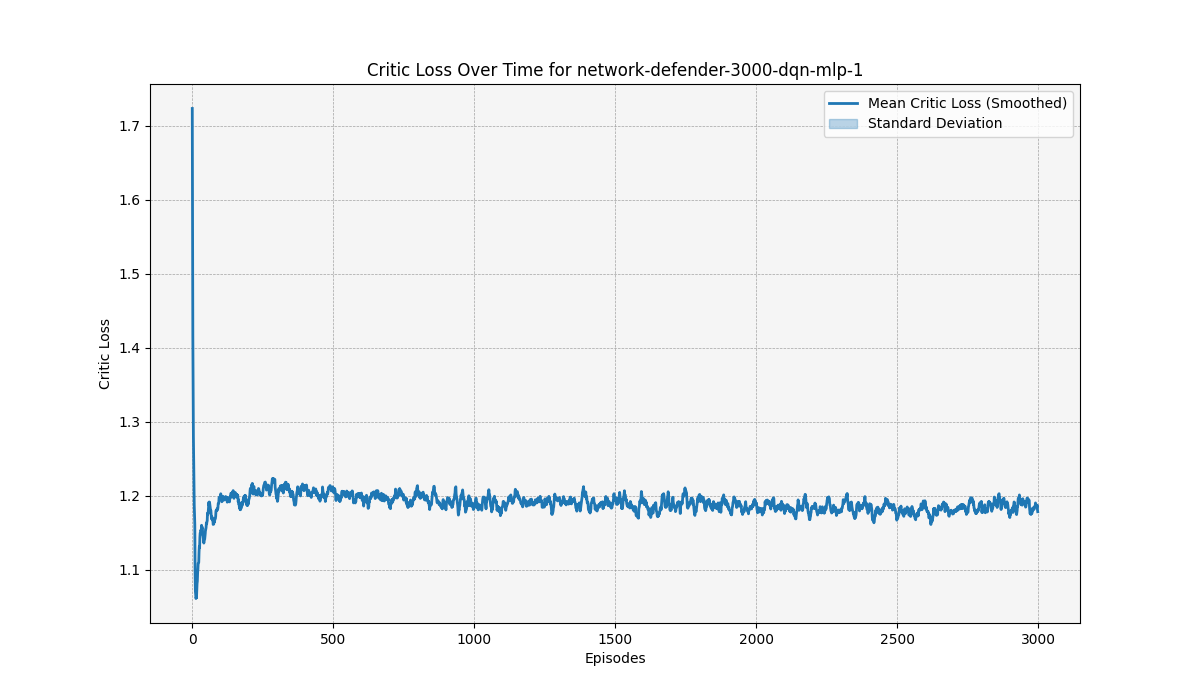 Critic Loss Over Time for network-defender-3000-dqn-mlp-1
Mean Critic Loss (Smoothed)
Standard Deviation
Critic Loss
1.7
1.6
1.5
1.4
1.3
1.2
1.1
0 500 1000 1500 2000 2500 3000
Episodes